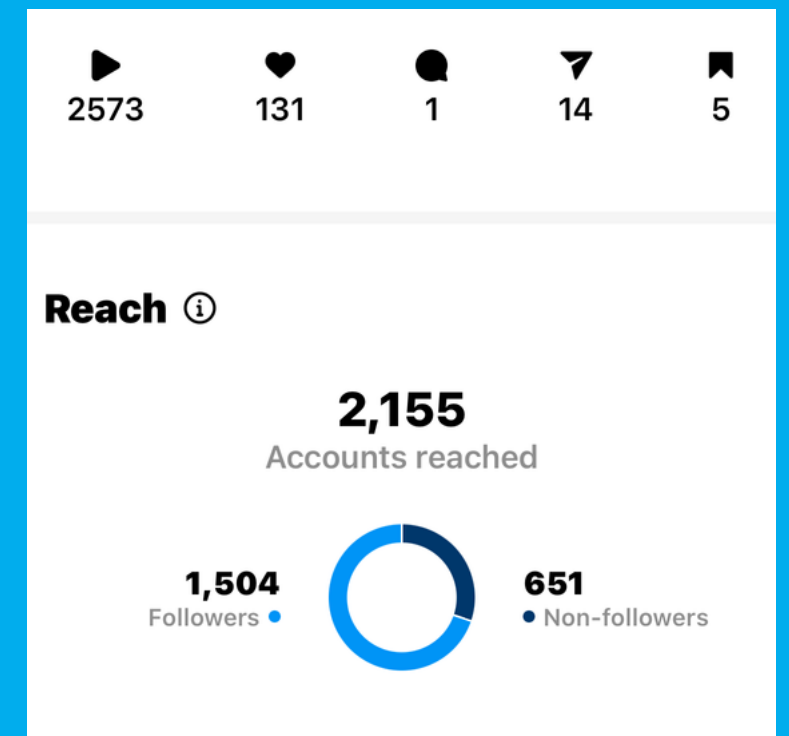 2573 131 1 14 5
Reach
2,155
Accounts reached
1,504 651
Followers Non-followers